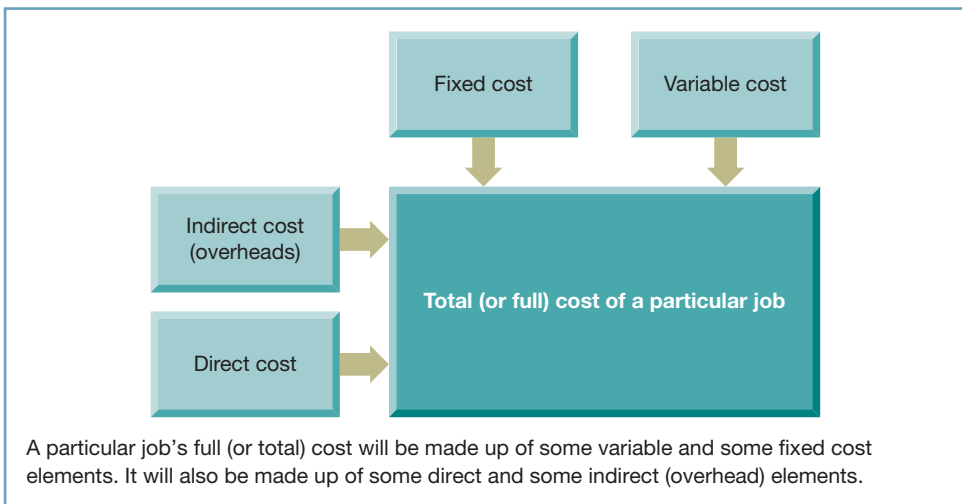 Fixed cost
Variable cost
Indirect cost
(overheads)
Total (or full) cost of a particular job
Direct cost
A particular job's full (or total) cost will be made up of some variable and some fixed cost
elements. It will also be made up of some direct and some indirect (overhead) elements.